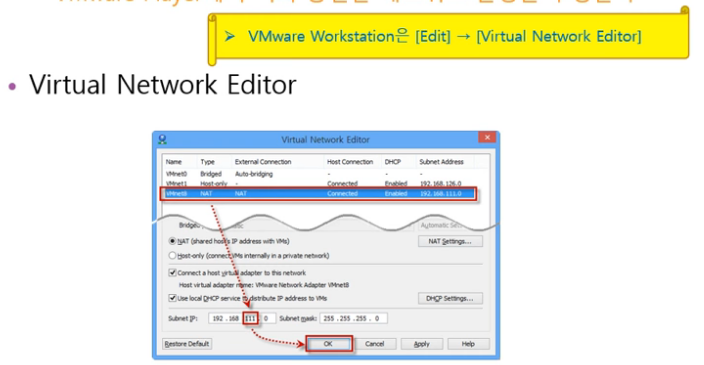 ➤ VMware Workstation은 [Edit] → [Virtual Network Editor]
• Virtual Network Editor
Virtual Network Editor
Name Type External Connection Host Connection DHCP Subnet Address
VMnet0 Bridged Auto-bridging - - -
VMnet1 Host-only - Connected Enabled 192.168.126.0
VMnet8 NAT NAT Connected Enabled 192.168.111.0
NAT (shared host's IP address with VMs) NAT Settings...
Host-only (connect VMs internally in a private network)
Connect a host virtual adapter to this network
Host virtual adapter name: VMware Network Adapter VMnet8
Use local DHCP service to distribute IP address to VMs DHCP Settings...
Subnet IP: 192 . 168 . 111 . 0 Subnet mask: 255 . 255 . 255 . 0
Restore Default OK Cancel Apply Help